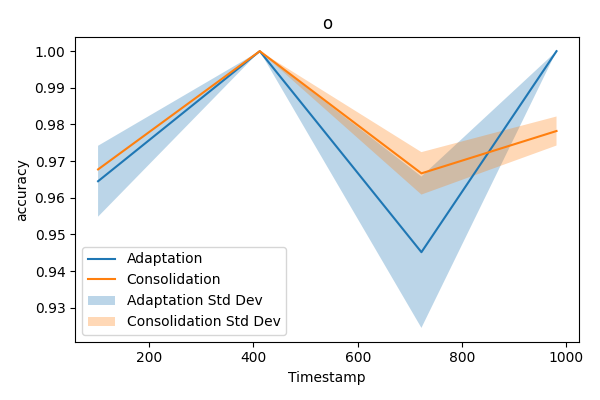 o
accuracy
1.00
0.99
0.98
0.97
0.96
0.95
0.94
0.93
Adaptation
Consolidation
Adaptation Std Dev
Consolidation Std Dev
200
400
600
800
1000
Timestamp